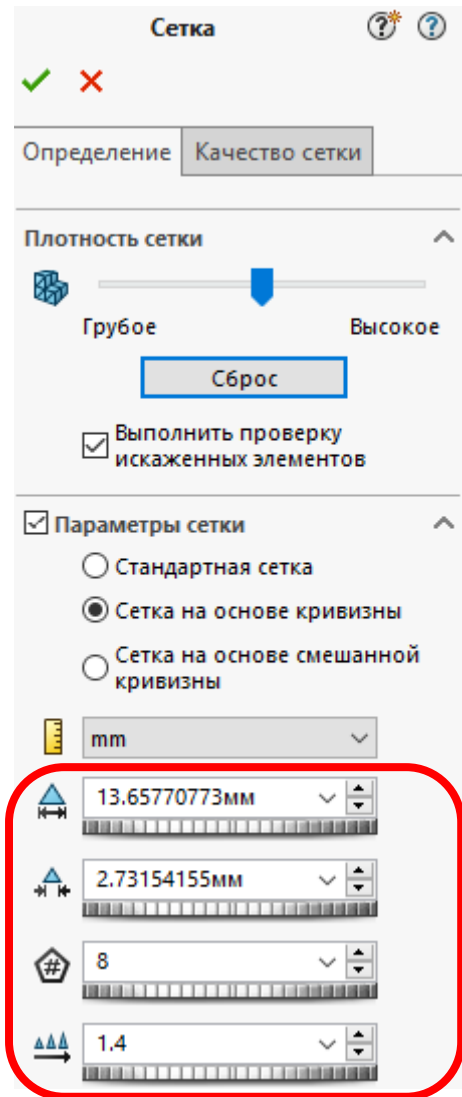 Сетка
Определение
Качество сетки
Плотность сетки
Грубое
Высокое
Сброс
Выполнить проверку
искаженных элементов
Параметры сетки
Стандартная сетка
Сетка на основе кривизны
Сетка на основе смешанной
кривизны
mm
13.65770773мм
2.73154155мм
#
8
1.4